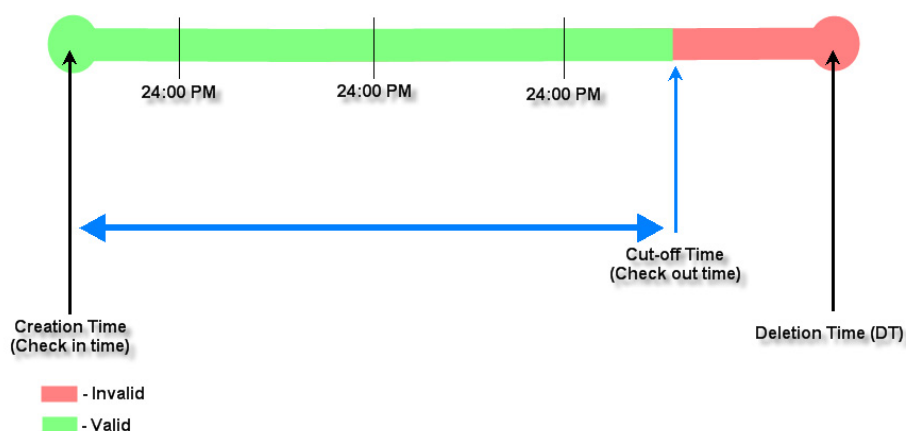 24:00 PM
24:00 PM
24:00 PM
Cut-off Time
(Check out time)
Creation Time
(Check in time)
Deletion Time (DT)
- Invalid
- Valid